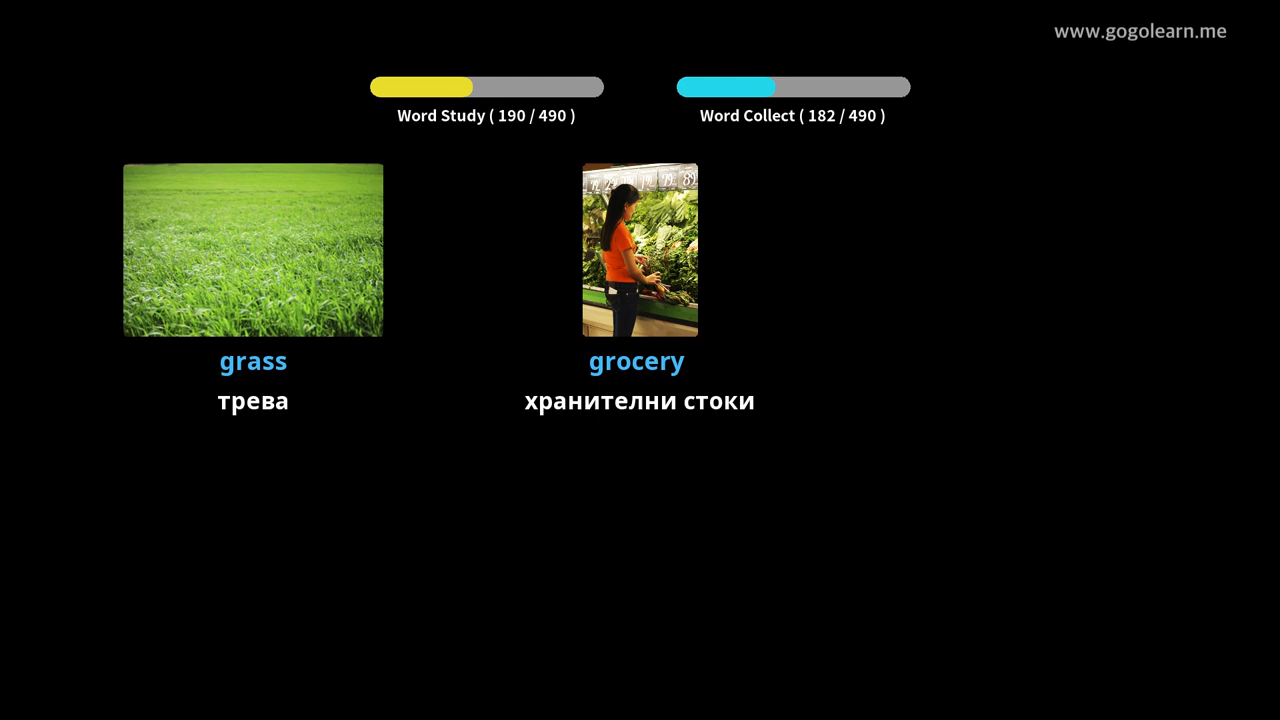 www.gogolearn.me
Word Study ( 190 / 490 )
Word Collect ( 182 / 490 )
grass
трева
grocery
хранителни стоки